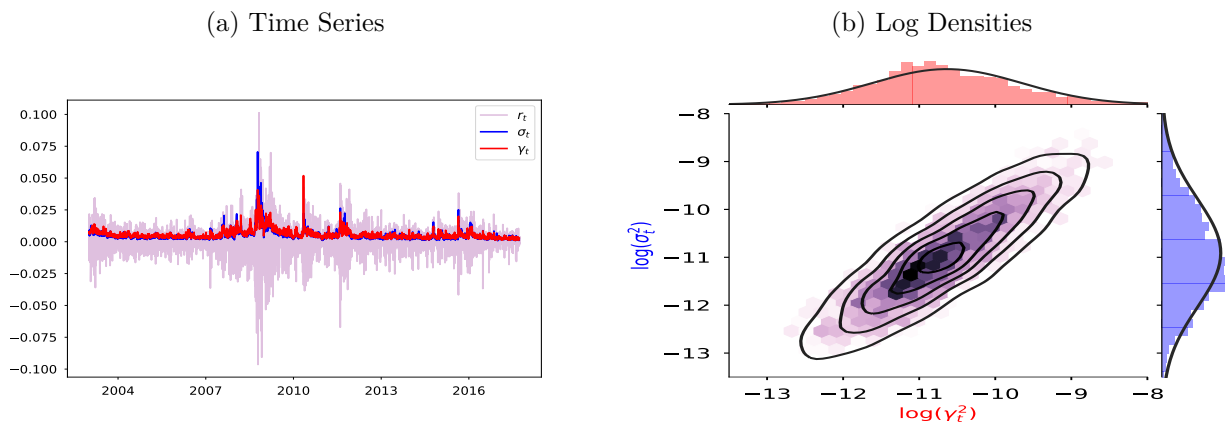 (a) Time Series
(b) Log Densities
0.100
0.075
0.050
0.025
0.000
−0.025
−0.050
−0.075
−0.100
2004 2007 2010 2013 2016
r_t
σ_t
γ_t
−8
−9
−10
−11
−12
−13
log(σ_t^2)
−13 −12 −11 −10 −9 −8
log(γ_t^2)